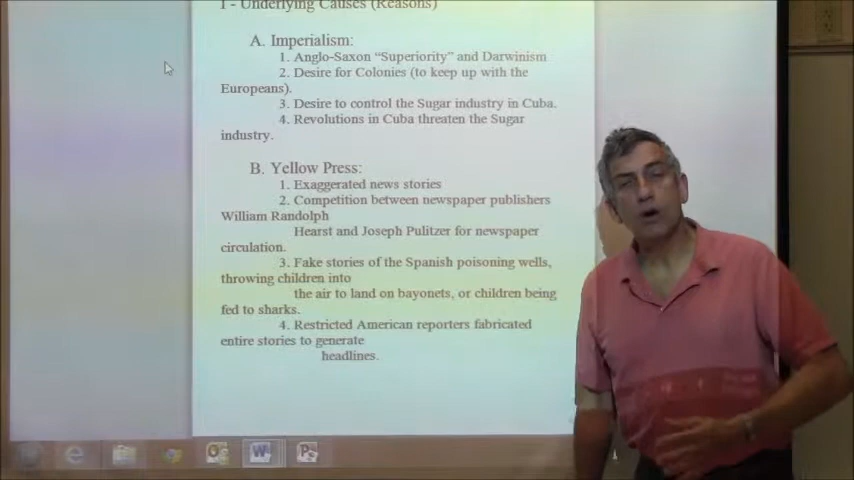 I - Underlying Causes (Reasons)
A. Imperialism:
1. Anglo-Saxon "Superiority" and Darwinism
2. Desire for Colonies (to keep up with the
Europeans).
3. Desire to control the Sugar industry in Cuba.
4. Revolutions in Cuba threaten the Sugar
industry.
B. Yellow Press:
1. Exaggerated news stories
2. Competition between newspaper publishers
William Randolph
Hearst and Joseph Pulitzer for newspaper
circulation.
3. Fake stories of the Spanish poisoning wells,
throwing children into
the air to land on bayonets, or children being
fed to sharks.
4. Restricted American reporters fabricated
entire stories to generate
headlines.